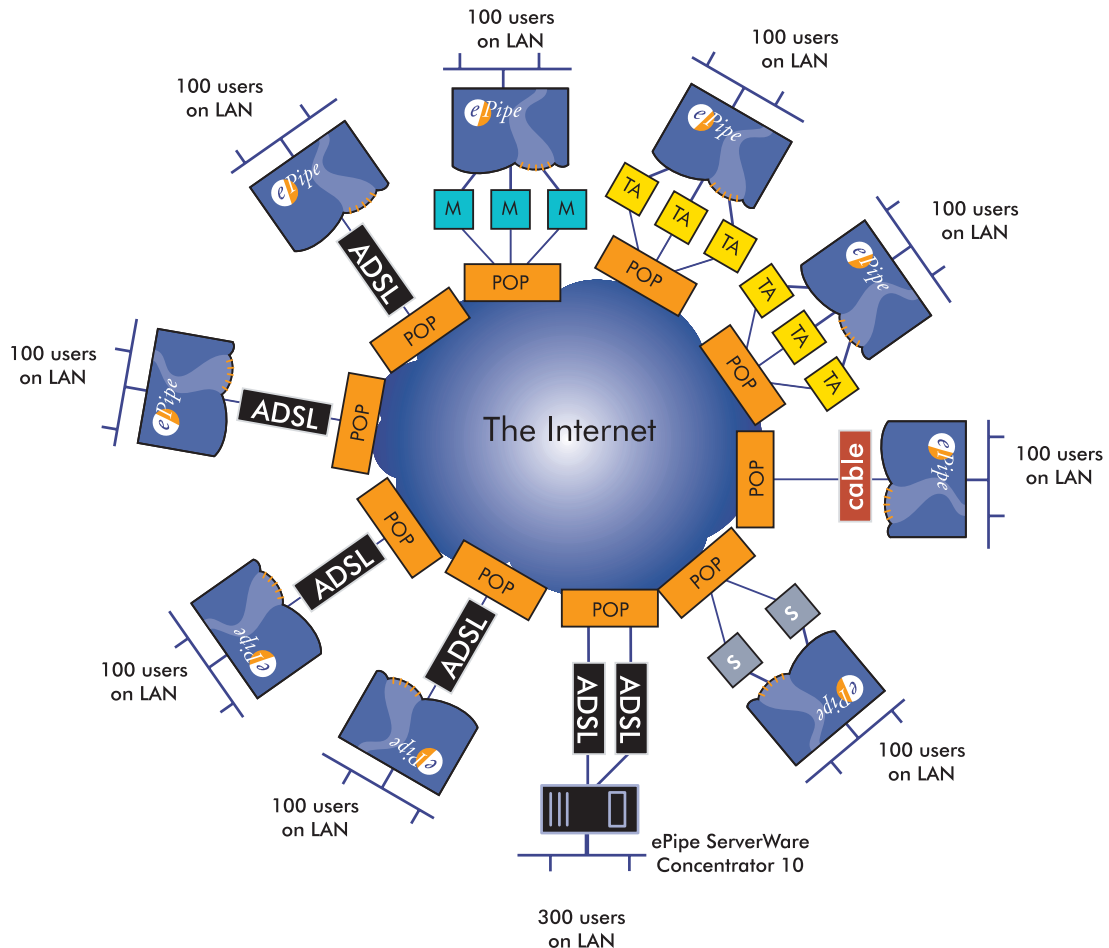 100 users
on LAN
ePipe
M
M
M
POP
100 users
on LAN
ePipe
TA
TA
TA
POP
100 users
on LAN
ePipe
TA
TA
TA
POP
100 users
on LAN
ePipe
cable
POP
100 users
on LAN
ePipe
S
S
POP
POP
ADSL
ADSL
ePipe ServerWare
Concentrator 10
300 users
on LAN
100 users
on LAN
ePipe
ADSL
POP
100 users
on LAN
ePipe
ADSL
POP
100 users
on LAN
ePipe
ADSL
POP
100 users
on LAN
ePipe
ADSL
POP
The Internet